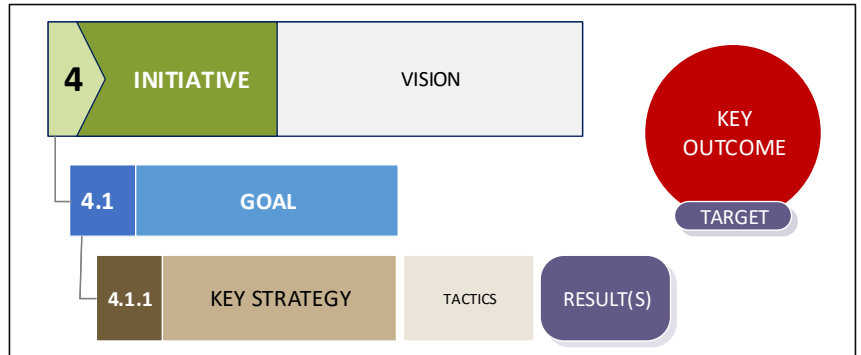 4
INITIATIVE
VISION
KEY
OUTCOME
TARGET
4.1
GOAL
4.1.1
KEY STRATEGY
TACTICS
RESULT(S)